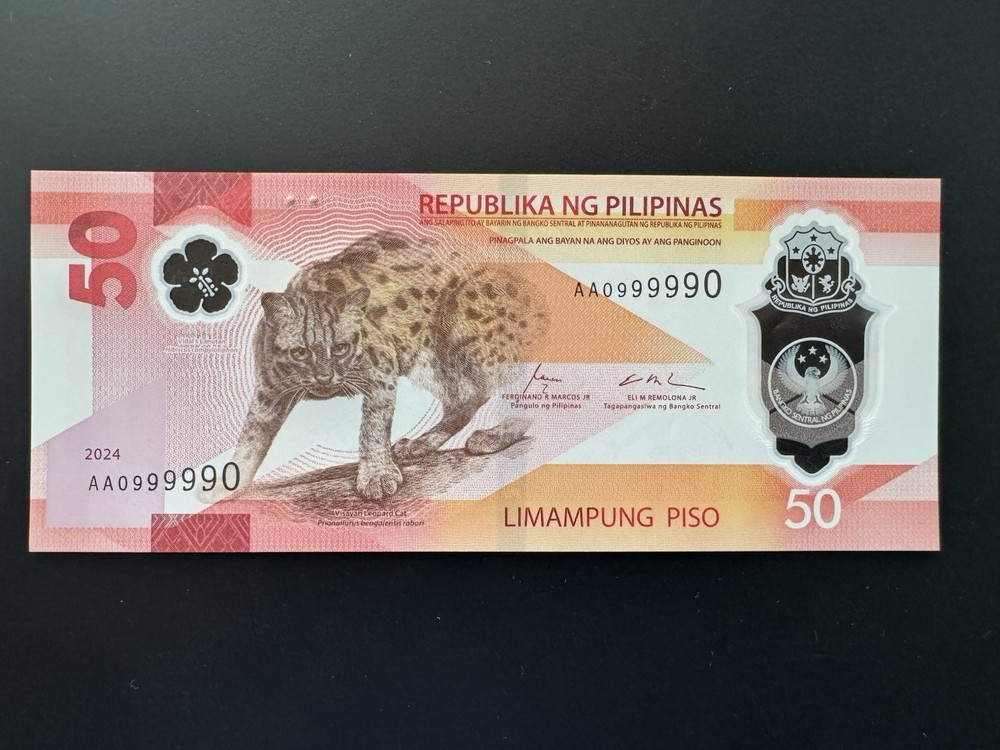 50
REPUBLIKA NG PILIPINAS
ANG SALAPING ITO AY BAYARIN NG BANGKO SENTRAL AT PINANANAGUTAN NG REPUBLIKA NG PILIPINAS
PINAGPALA ANG BAYAN NA ANG DIYOS AY ANG PANGINOON
AA0999990
REPUBLIKA NG PILIPINAS
FERDINAND R MARCOS JR
Pangulo ng Pilipinas
ELI M REMOLONA JR
Tagapangasiwa ng Bangko Sentral
BANGKO SENTRAL NG PILIPINAS
2024
AA0999990
Visayan Leopard Cat
Prionailurus bengalensis rabori
LIMAMPUNG PISO
50